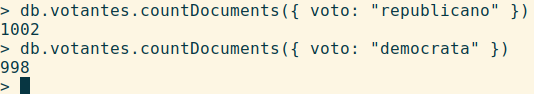 > db.votantes.countDocuments({ voto: "republicano" })
1002
> db.votantes.countDocuments({ voto: "democrata" })
998
>